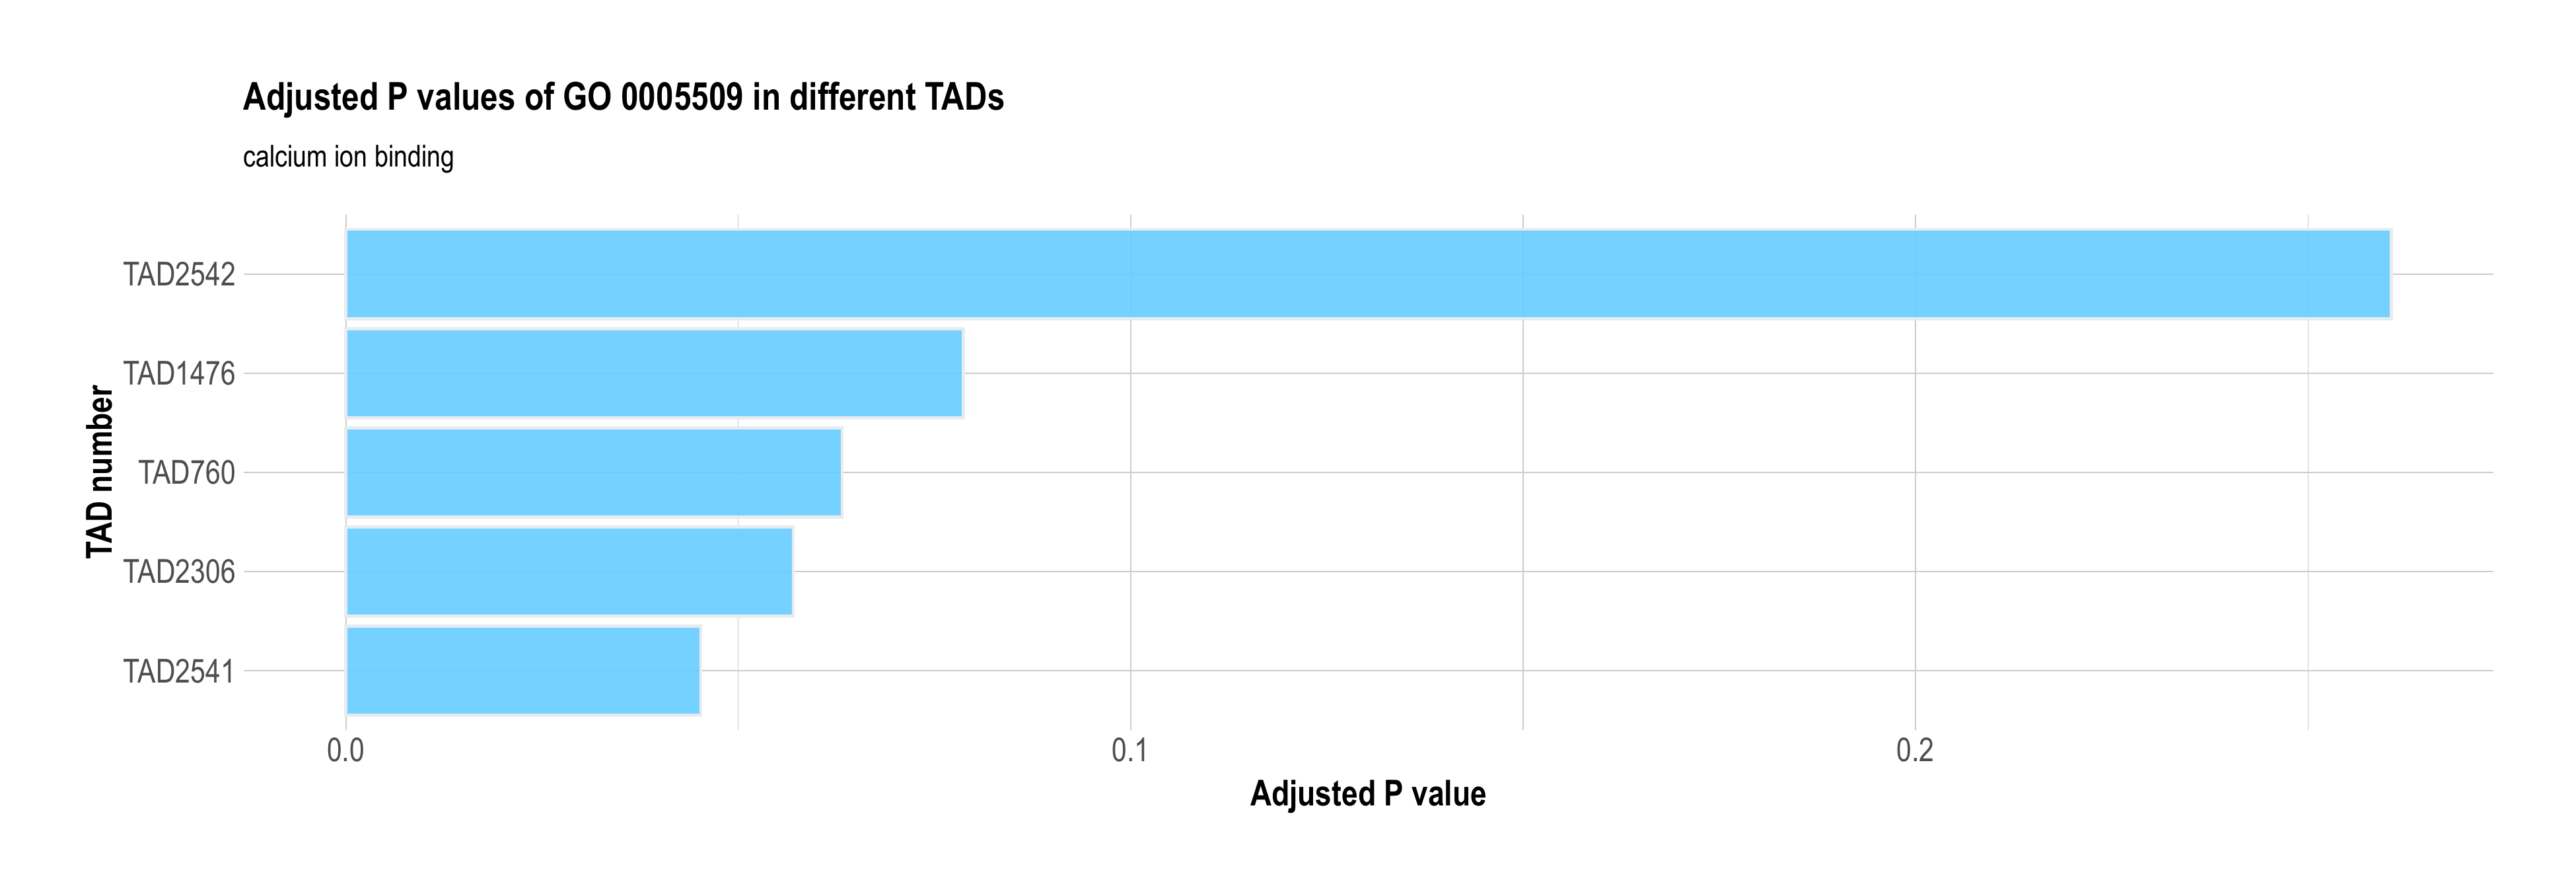 Adjusted P values of GO 0005509 in different TADs
calcium ion binding
TAD number
TAD2542
TAD1476
TAD760
TAD2306
TAD2541
0.0 0.1 0.2
Adjusted P value